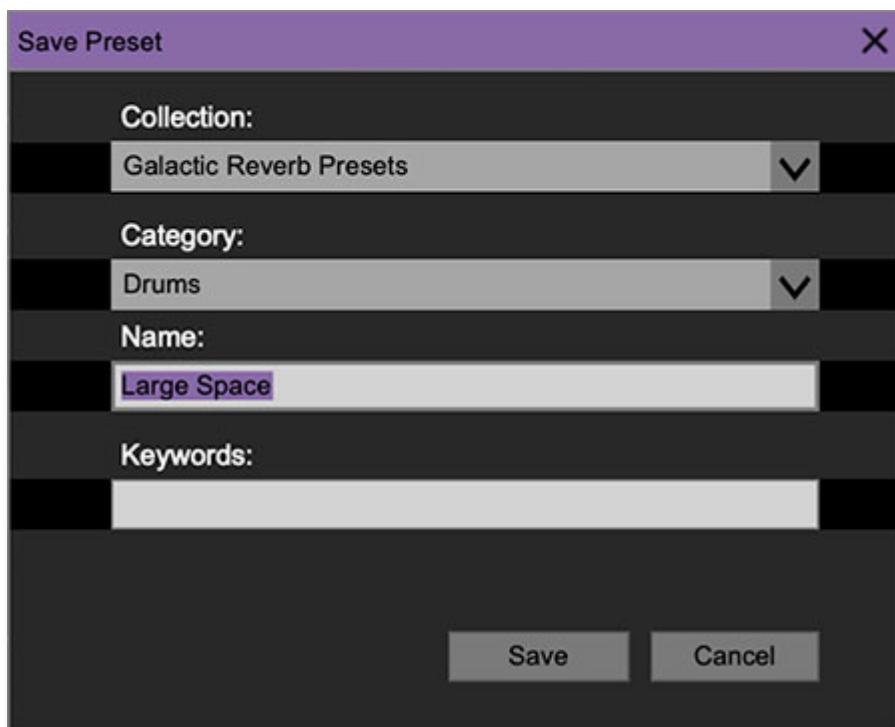 Save Preset
Collection:
Galactic Reverb Presets
Category:
Drums
Name:
Large Space
Keywords:
Save Cancel